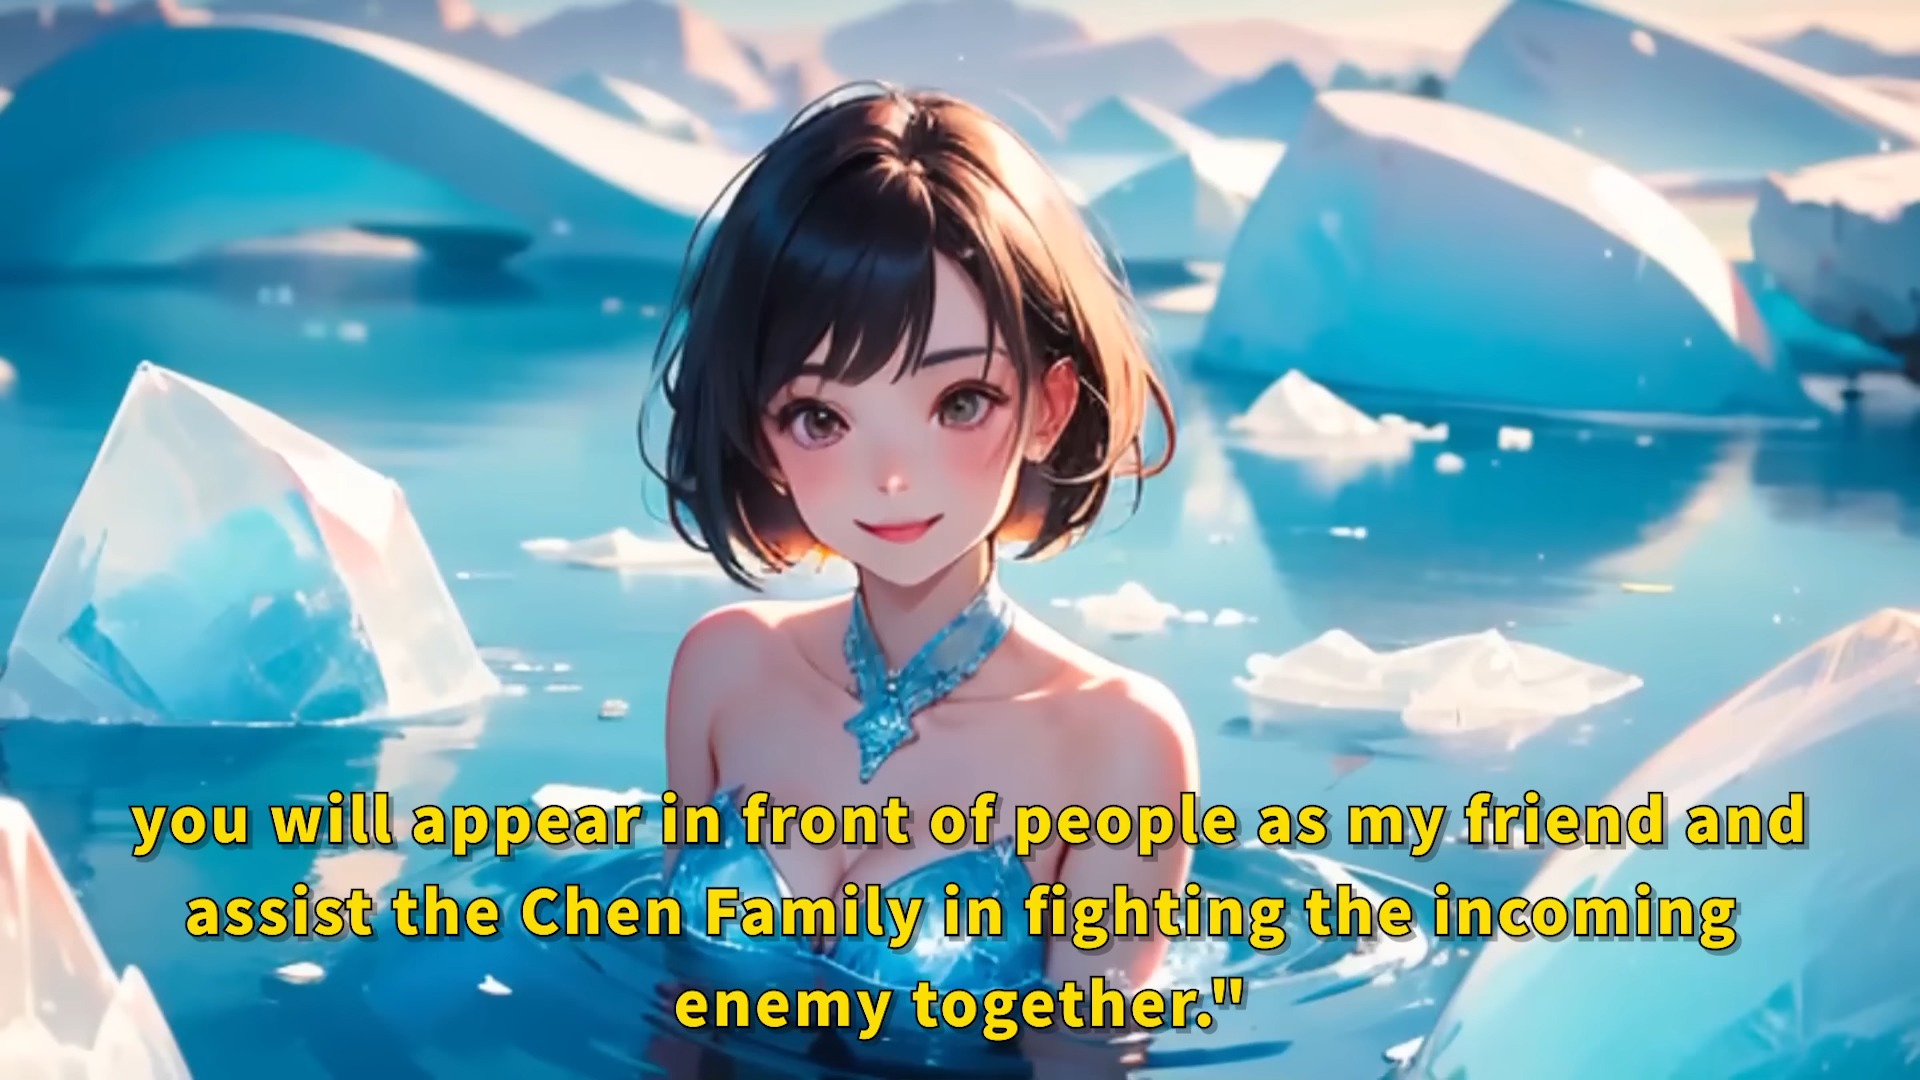 you will appear in front of people as my friend and
assist the Chen Family in fighting the incoming
enemy together."